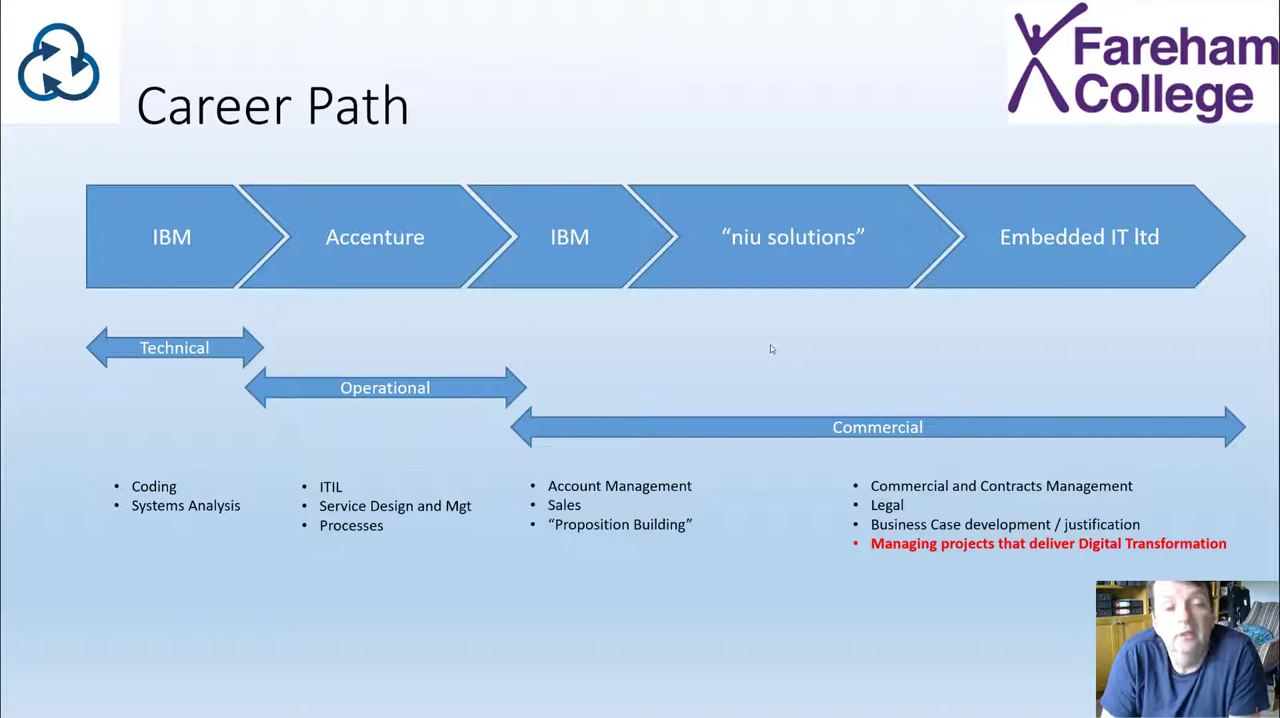 Fareham
College
Career Path
IBM
Accenture
IBM
“niu solutions”
Embedded IT ltd
Technical
Operational
Commercial
• Coding
• Systems Analysis
• ITIL
• Service Design and Mgt
• Processes
• Account Management
• Sales
• “Proposition Building”
• Commercial and Contracts Management
• Legal
• Business Case development / justification
• Managing projects that deliver Digital Transformation